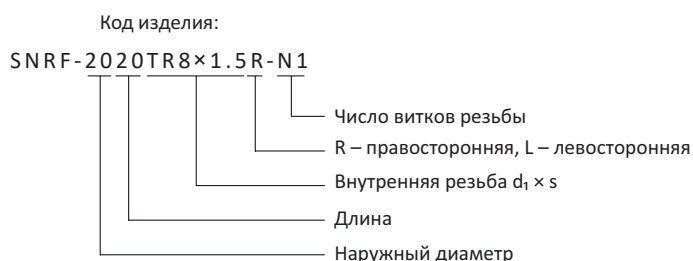 Код изделия:
SNRF-2020TR8×1.5R-N1
Число витков резьбы
R – правосторонняя, L – левосторонняя
Внутренняя резьба d₁ × s
Длина
Наружный диаметр